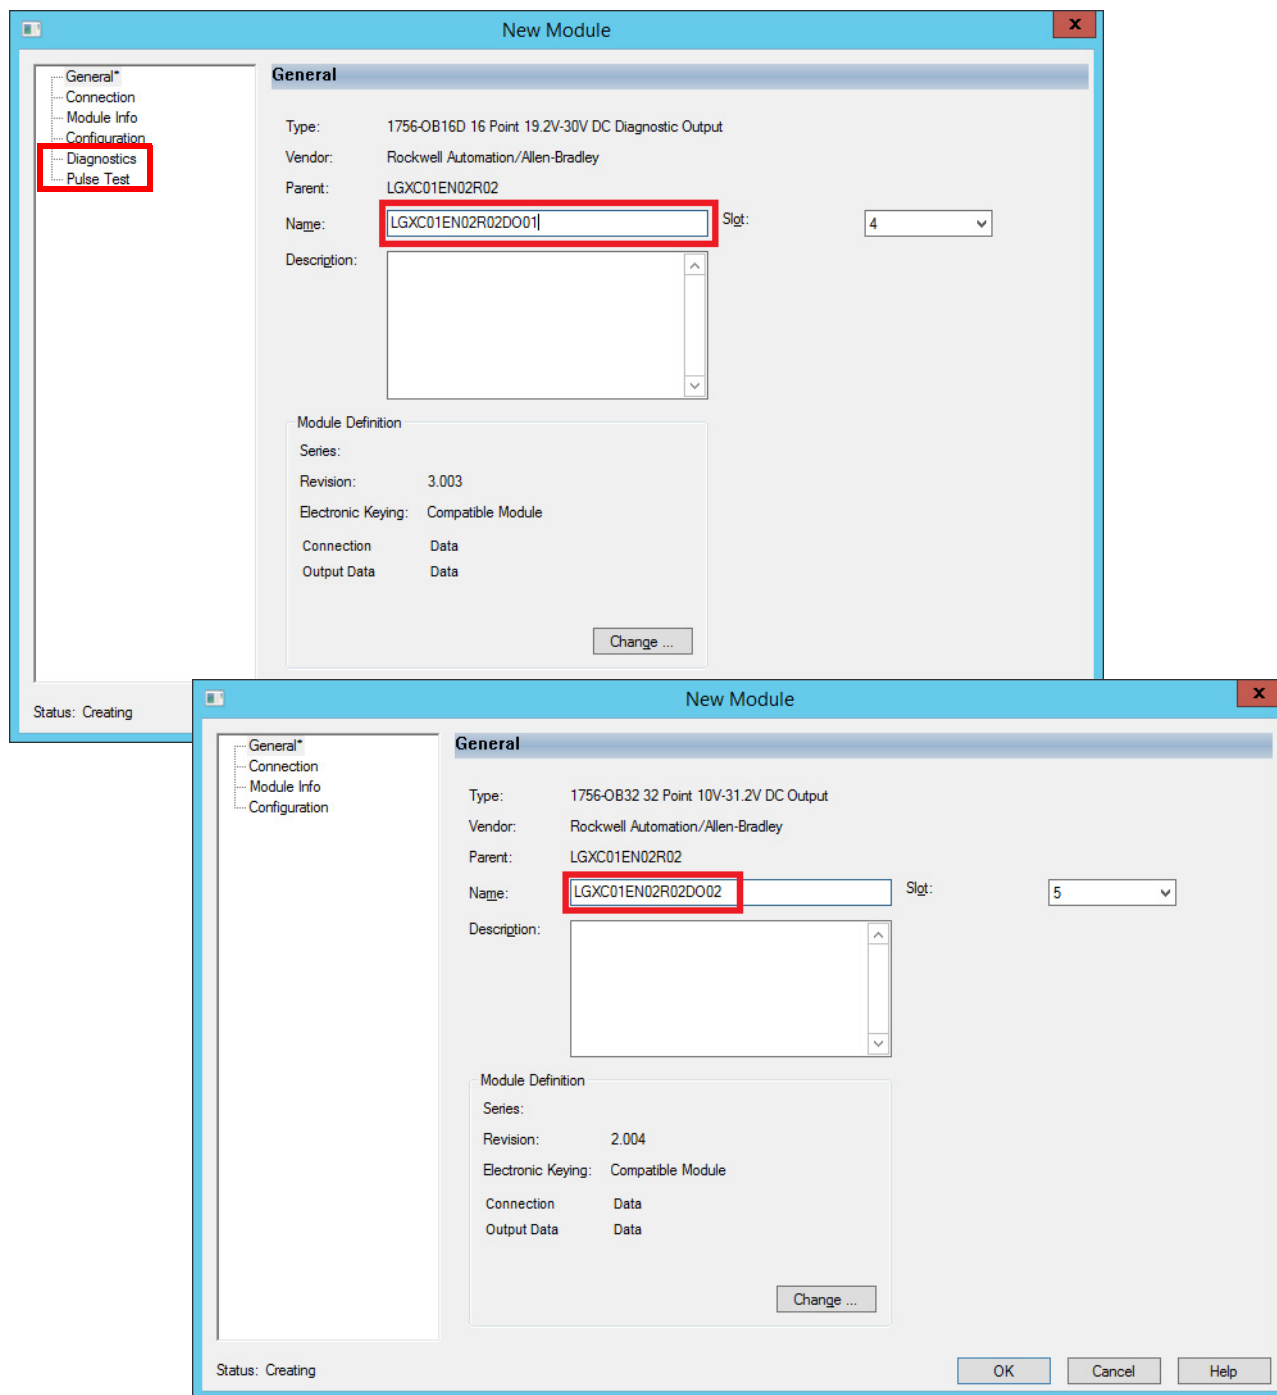 New Module
x
General*
Connection
Module Info
Configuration
Diagnostics
Pulse Test
General
Type: 1756-OB16D 16 Point 19.2V-30V DC Diagnostic Output
Vendor: Rockwell Automation/Allen-Bradley
Parent: LGXC01EN02R02
Name: LGXC01EN02R02DO01 Slot: 4
Description:
Module Definition
Series:
Revision: 3.003
Electronic Keying: Compatible Module
Connection Data
Output Data Data
Change ...
Status: Creating
New Module
x
General*
Connection
Module Info
Configuration
General
Type: 1756-OB32 32 Point 10V-31.2V DC Output
Vendor: Rockwell Automation/Allen-Bradley
Parent: LGXC01EN02R02
Name: LGXC01EN02R02DO02 Slot: 5
Description:
Module Definition
Series:
Revision: 2.004
Electronic Keying: Compatible Module
Connection Data
Output Data Data
Change ...
Status: Creating OK Cancel Help